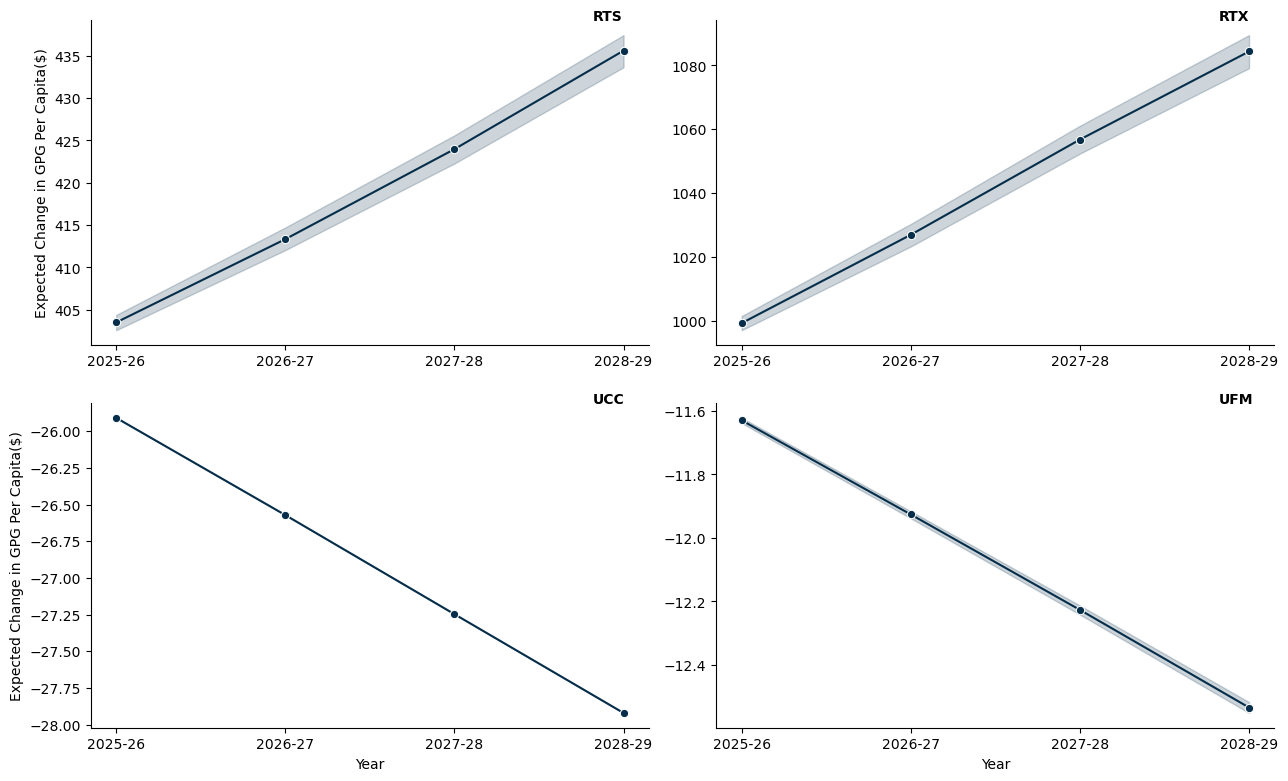 RTS
Expected Change in GPG Per Capita($)
435
430
425
420
415
410
405
2025-26 2026-27 2027-28 2028-29
RTX
1080
1060
1040
1020
1000
2025-26 2026-27 2027-28 2028-29
UCC
Expected Change in GPG Per Capita($)
−26.00
−26.25
−26.50
−26.75
−27.00
−27.25
−27.50
−27.75
−28.00
2025-26 2026-27 2027-28 2028-29
Year
UFM
−11.6
−11.8
−12.0
−12.2
−12.4
2025-26 2026-27 2027-28 2028-29
Year